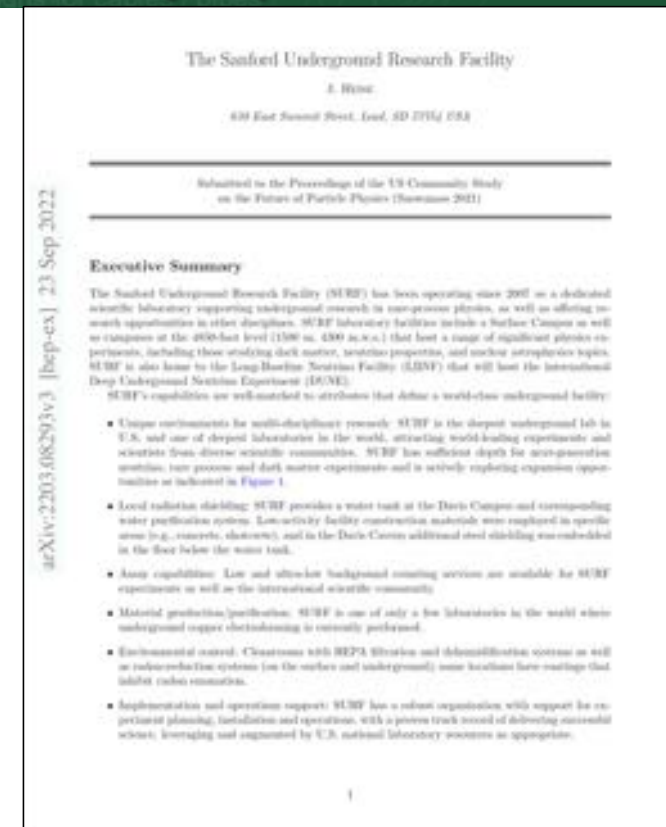 The Sanford Underground Research Facility
J. Heise
630 East Summit Street, Lead, SD 57754 USA
Submitted to the Proceedings of the US Community Study
on the Future of Particle Physics (Snowmass 2021)
arXiv:2203.08293v3 [hep-ex] 23 Sep 2022
Executive Summary
The Sanford Underground Research Facility (SURF) has been operating since 2007 as a dedicated
scientific laboratory supporting underground research in rare-process physics, as well as offering re-
search opportunities in other disciplines. SURF laboratory facilities include a Surface Campus as well
as campuses at the 4850-foot level (1500 m, 4300 m.w.e.) that host a range of significant physics ex-
periments, including those studying dark matter, neutrino properties, and nuclear astrophysics topics.
SURF is also home to the Long-Baseline Neutrino Facility (LBNF) that will host the international
Deep Underground Neutrino Experiment (DUNE).
SURF's capabilities are well-matched to attributes that define a world-class underground facility:
• Unique environments for multi-disciplinary research: SURF is the deepest underground lab in
U.S. and one of deepest laboratories in the world, attracting world-leading experiments and
scientists from diverse scientific communities. SURF has sufficient depth for next-generation
neutrino, rare process and dark matter experiments and is actively exploring expansion oppor-
tunities as indicated in Figure 1.
• Local radiation shielding: SURF provides a water tank at the Davis Campus and corresponding
water purification system. Low-activity facility construction materials were employed in specific
areas (e.g., concrete, shotcrete), and in the Davis Cavern additional steel shielding was embedded
in the floor below the water tank.
• Assay capabilities: Low and ultra-low background counting services are available for SURF
experiments as well as the international scientific community.
• Material production/purification: SURF is one of only a few laboratories in the world where
underground copper electroforming is currently performed.
• Environmental control: Cleanrooms with HEPA filtration and dehumidification systems as well
as radon-reduction systems (on the surface and underground); some locations have coatings that
inhibit radon emanation.
• Implementation and operations support: SURF has a robust organization with support for ex-
periment planning, installation and operations, with a proven track record of delivering successful
science, leveraging and augmented by U.S. national laboratory resources as appropriate.
1